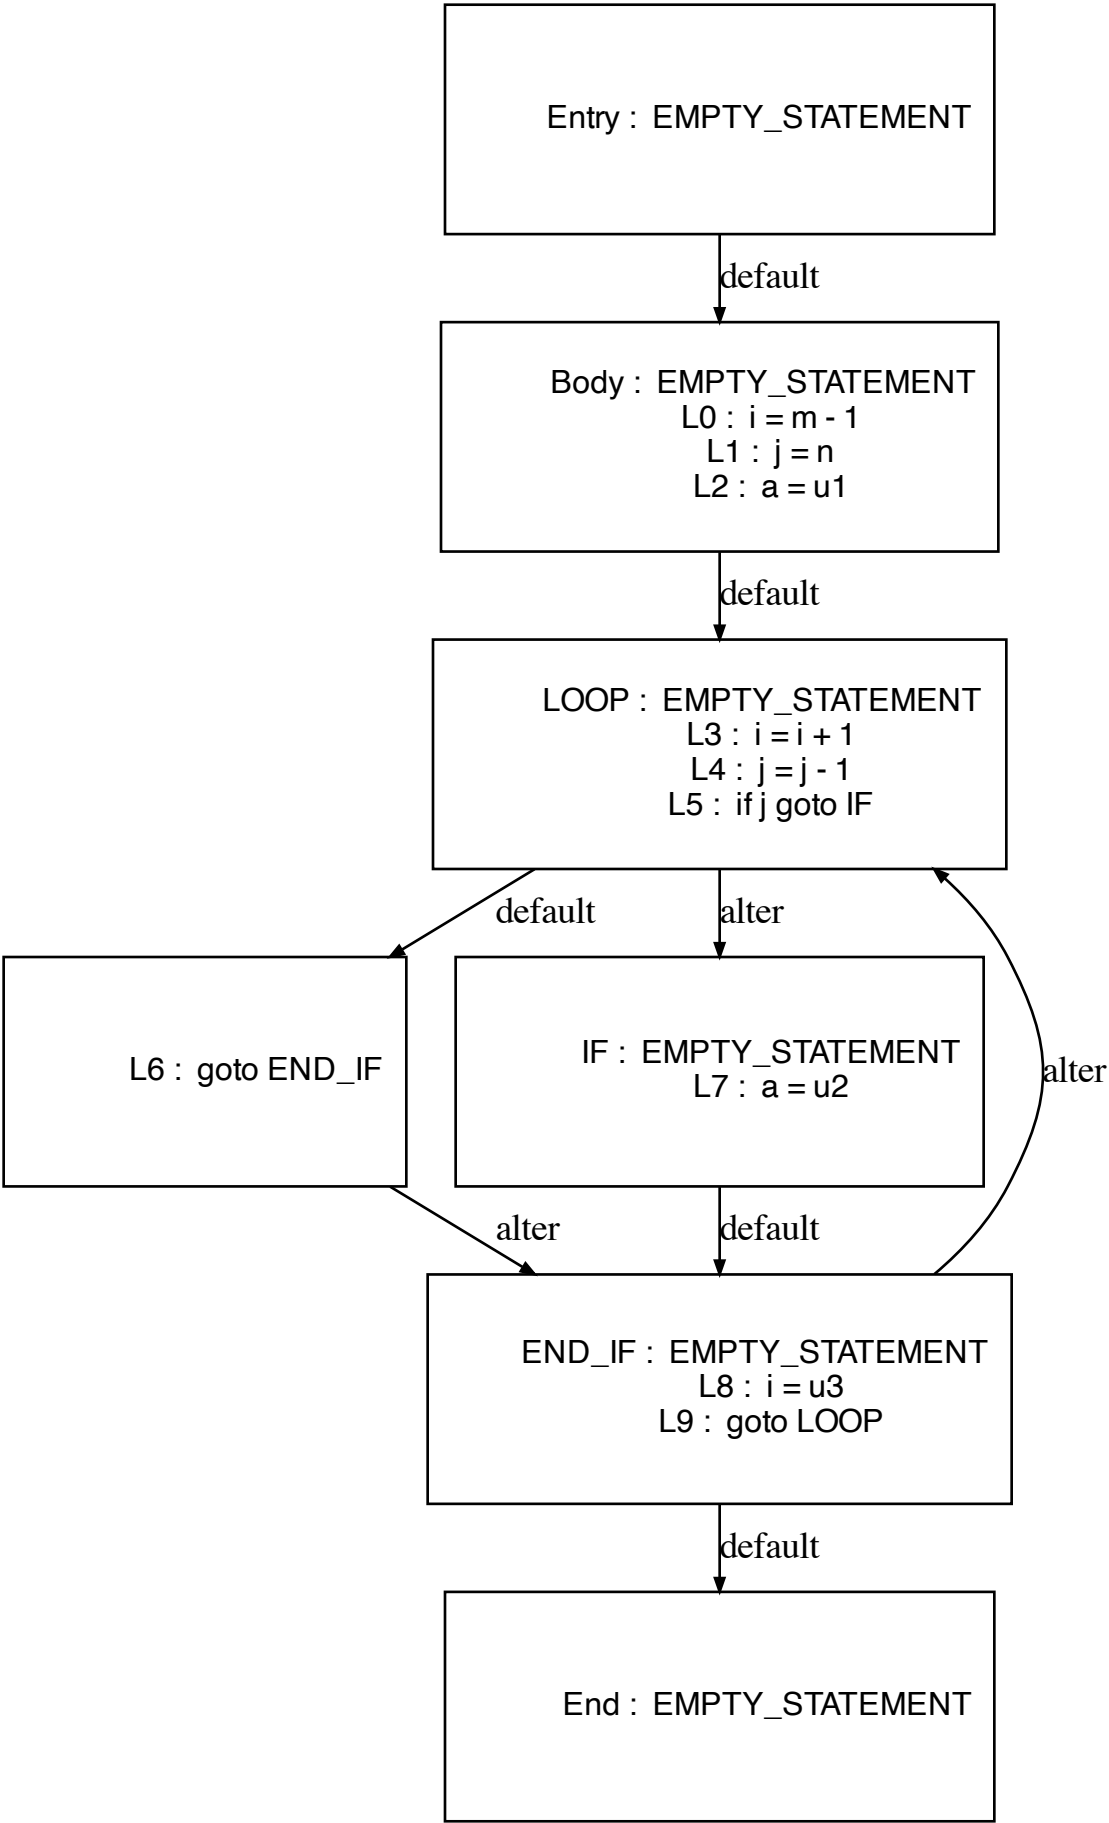 Entry :  EMPTY_STATEMENT
default
Body :  EMPTY_STATEMENT
L0 :  i = m - 1
L1 :  j = n
L2 :  a = u1
default
LOOP :  EMPTY_STATEMENT
L3 :  i = i + 1
L4 :  j = j - 1
L5 :  if j goto IF
default
alter
L6 :  goto END_IF
IF :  EMPTY_STATEMENT
L7 :  a = u2
alter
alter
default
END_IF :  EMPTY_STATEMENT
L8 :  i = u3
L9 :  goto LOOP
default
End :  EMPTY_STATEMENT